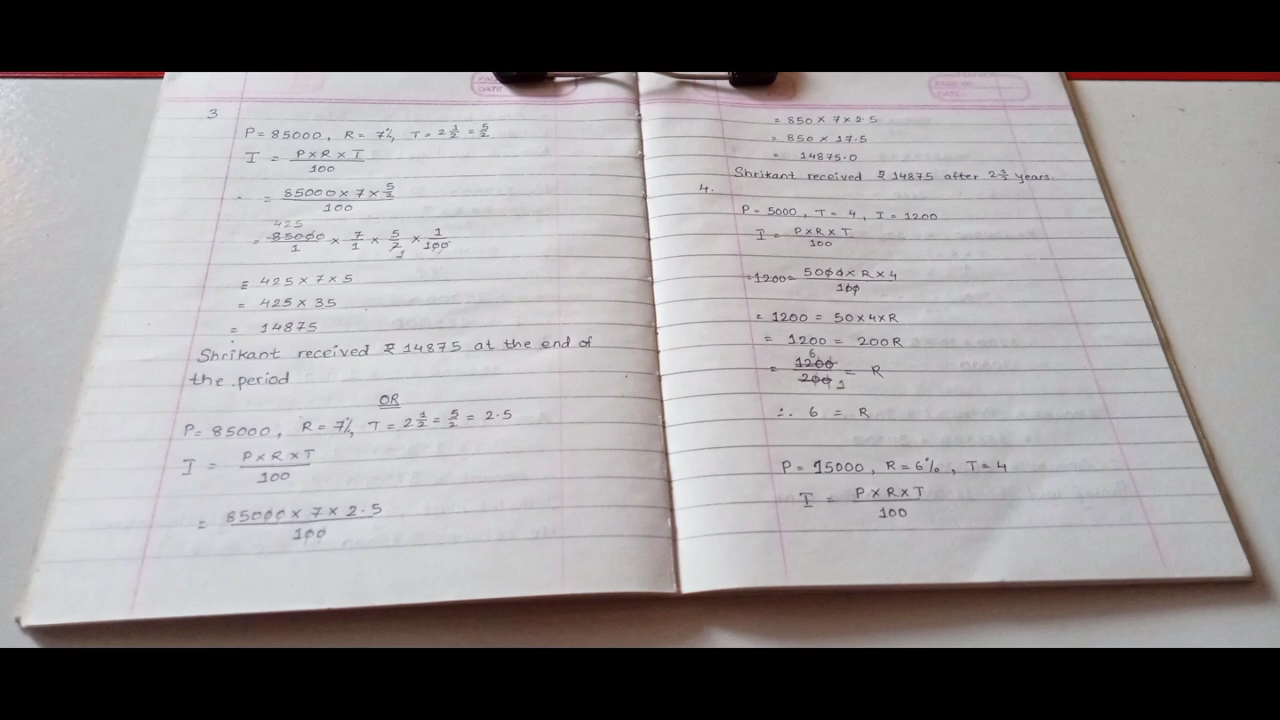 3
P = 85000, R = 7%, T = 2 1/2 = 5/2
I = P×R×T/100
= 85000 × 7 × 5/2 / 100
425
= 85000/1 × 7/1 × 5/2 × 1/100
1
= 425 × 7 × 5
= 425 × 35
= 14875
Shrikant received ₹ 14875 at the end of
the period
OR
P = 85000, R = 7%, T = 2 1/2 = 5/2 = 2.5
I = P×R×T/100
= 85000 × 7 × 2.5/100
= 850 × 7 × 2.5
= 850 × 17.5
= 14875.0
Shrikant received ₹ 14875 after 2 1/2 years.
4.
P = 5000, T = 4, I = 1200
I = P×R×T/100
= 1200 = 5000 × R × 4/100
= 1200 = 50×4×R
= 1200 = 200R
6
= 1200/200 = R
1
∴ 6 = R
P = 15000, R = 6%, T = 4
I = P×R×T/100